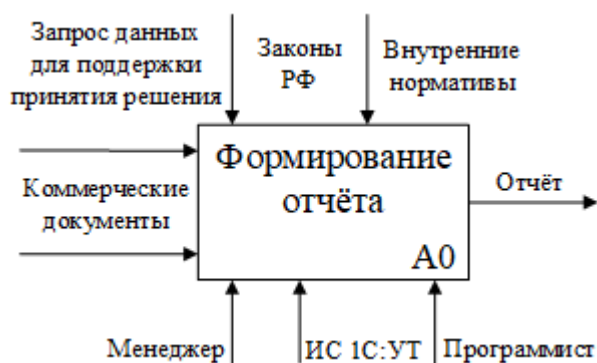 Запрос данных
для поддержки
принятия решения
Законы
РФ
Внутренние
нормативы
Коммерческие
документы
Формирование
отчёта
А0
Отчёт
Менеджер
ИС 1С:УТ
Программист